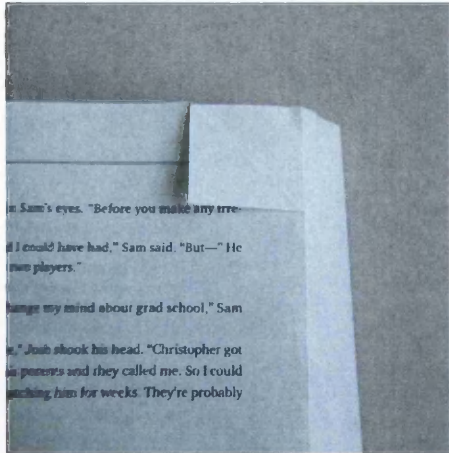 in Sam's eyes. "Before you make any irre-
I could have had," Sam said. "But—" He
own players."
change my mind about grad school," Sam
Josh shook his head. "Christopher got
parents and they called me. So I could
watching him for weeks. They're probably